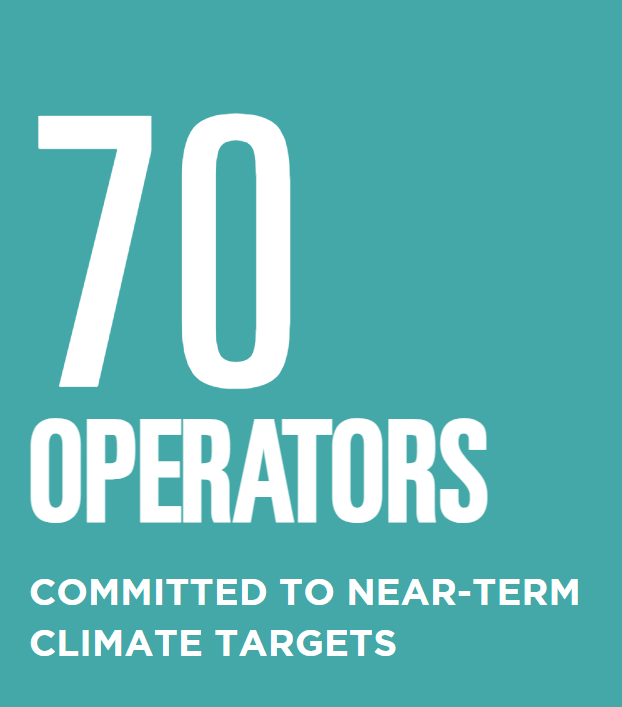 70
OPERATORS
COMMITTED TO NEAR-TERM
CLIMATE TARGETS